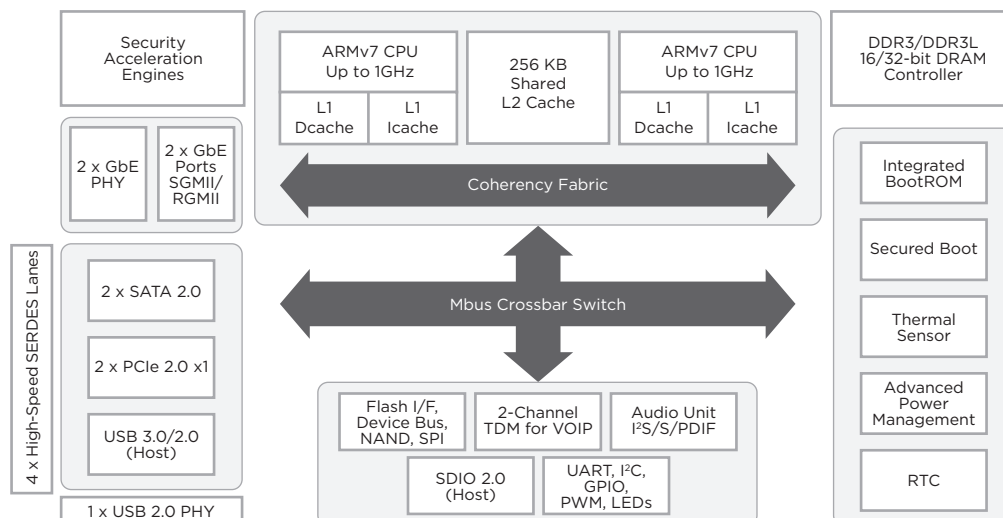 Security
Acceleration
Engines
ARMv7 CPU
Up to 1GHz
L1
Dcache
L1
Icache
256 KB
Shared
L2 Cache
ARMv7 CPU
Up to 1GHz
L1
Dcache
L1
Icache
DDR3/DDR3L
16/32-bit DRAM
Controller
2 x GbE
PHY
2 x GbE
Ports
SGMII/
RGMII
Coherency Fabric
Integrated
BootROM
4 x High-Speed SERDES Lanes
2 x SATA 2.0
2 x PCIe 2.0 x1
USB 3.0/2.0
(Host)
1 x USB 2.0 PHY
Mbus Crossbar Switch
Secured Boot
Thermal
Sensor
Advanced
Power
Management
RTC
Flash I/F,
Device Bus,
NAND, SPI
2-Channel
TDM for VOIP
Audio Unit
I²S/S/PDIF
SDIO 2.0
(Host)
UART, I²C,
GPIO,
PWM, LEDs